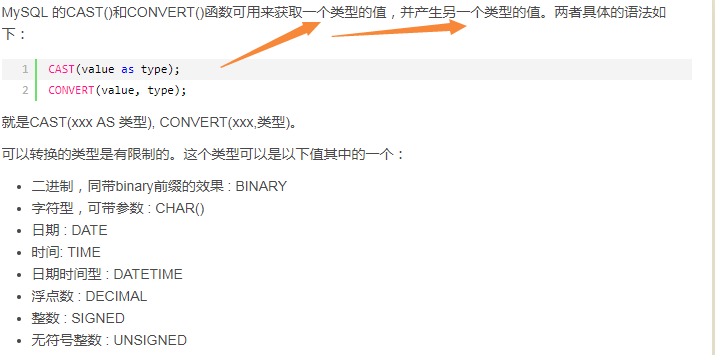 MySQL 的CAST()和CONVERT()函数可用来获取一个类型的值，并产生另一个类型的值。两者具体的语法如
下：
1 CAST(value as type);
2 CONVERT(value, type);
就是CAST(xxx AS 类型), CONVERT(xxx,类型)。
可以转换的类型是有限制的。这个类型可以是以下值其中的一个：
• 二进制，同带binary前缀的效果 : BINARY
• 字符型，可带参数 : CHAR()
• 日期 : DATE
• 时间: TIME
• 日期时间型 : DATETIME
• 浮点数 : DECIMAL
• 整数 : SIGNED
• 无符号整数 : UNSIGNED